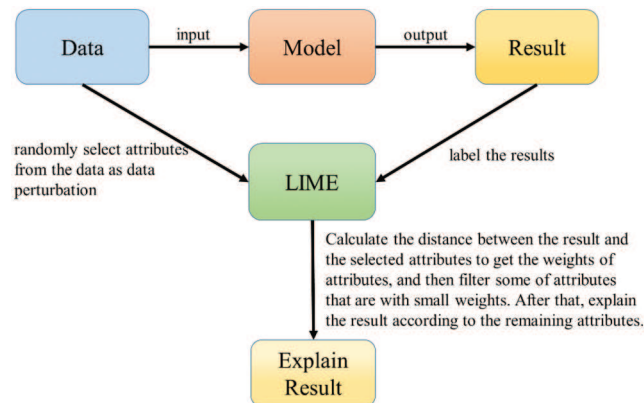 Data
input
Model
output
Result
randomly select attributes
from the data as data
perturbation
label the results
LIME
Calculate the distance between the result and
the selected attributes to get the weights of
attributes, and then filter some of attributes
that are with small weights. After that, explain
the result according to the remaining attributes.
Explain
Result